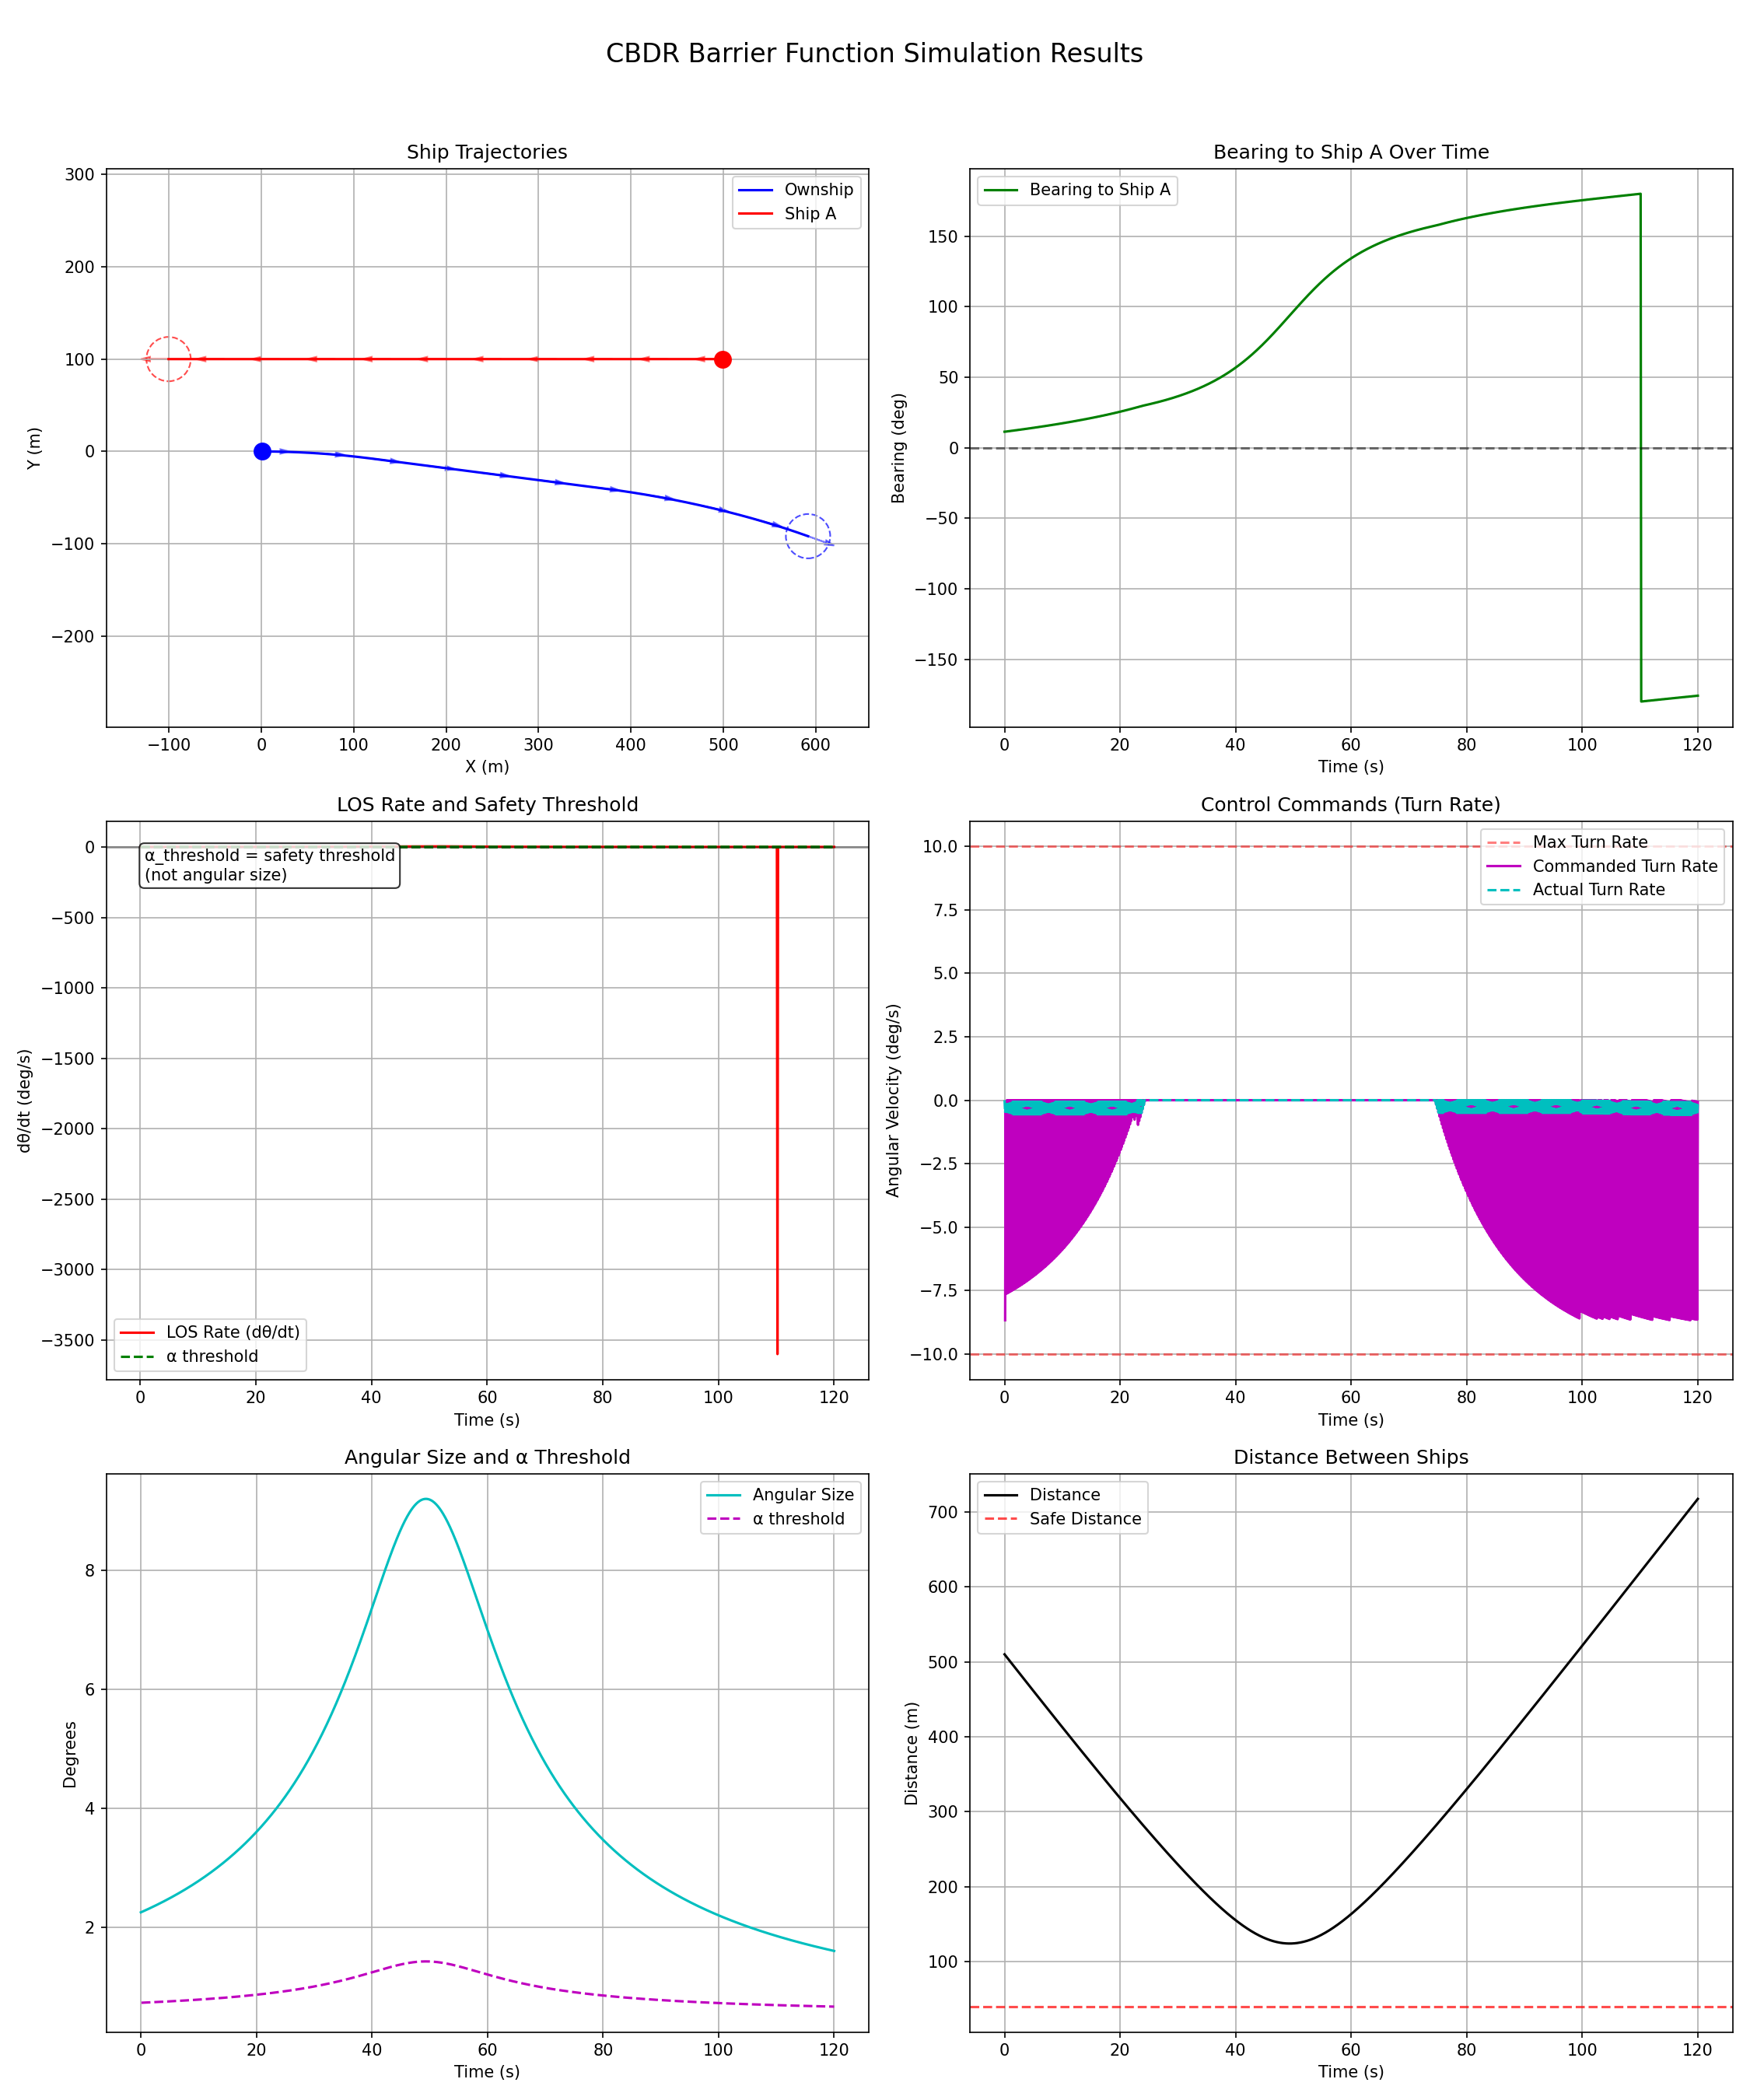 CBDR Barrier Function Simulation Results
Ship Trajectories
Ownship
Ship A
300
200
100
0
−100
−200
Y (m)
−100 0 100 200 300 400 500 600
X (m)
Bearing to Ship A Over Time
Bearing to Ship A
150
100
50
0
−50
−100
−150
Bearing (deg)
0 20 40 60 80 100 120
Time (s)
LOS Rate and Safety Threshold
α_threshold = safety threshold
(not angular size)
0
−500
−1000
−1500
−2000
−2500
−3000
−3500
dθ/dt (deg/s)
LOS Rate (dθ/dt)
α threshold
0 20 40 60 80 100 120
Time (s)
Control Commands (Turn Rate)
Max Turn Rate
Commanded Turn Rate
Actual Turn Rate
10.0
7.5
5.0
2.5
0.0
−2.5
−5.0
−7.5
−10.0
Angular Velocity (deg/s)
0 20 40 60 80 100 120
Time (s)
Angular Size and α Threshold
Angular Size
α threshold
8
6
4
2
Degrees
0 20 40 60 80 100 120
Time (s)
Distance Between Ships
Distance
Safe Distance
700
600
500
400
300
200
100
Distance (m)
0 20 40 60 80 100 120
Time (s)